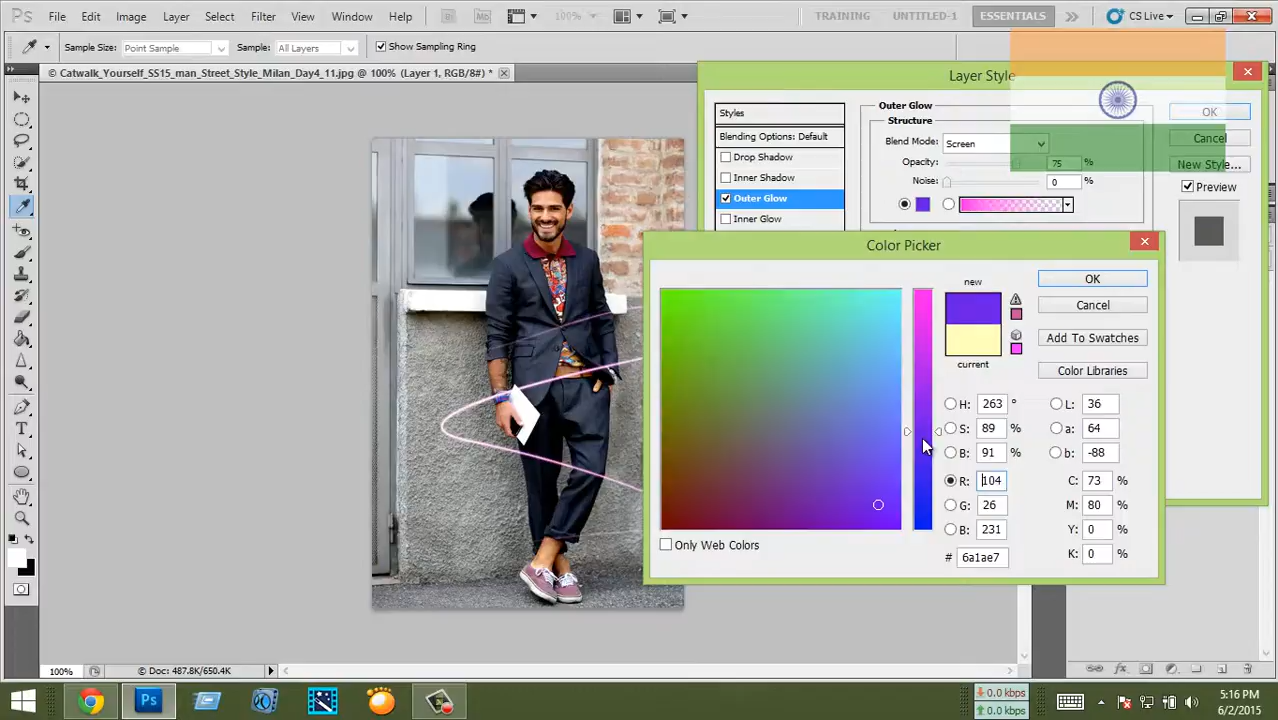 Ps File Edit Image Layer Select Filter View Window Help Br Mb 100% TRAINING UNTITLED-1 ESSENTIALS CS Live
Sample Size: Point Sample Sample: All Layers Show Sampling Ring
© Catwalk_Yourself_SS15_man_Street_Style_Milan_Day4_11.jpg @ 100% (Layer 1, RGB/8#) *
Layer Style
Styles
Blending Options: Default
Drop Shadow
Inner Shadow
Outer Glow
Inner Glow
Outer Glow
Structure
Blend Mode: Screen
Opacity: 75 %
Noise: 0 %
OK
Cancel
New Style...
Preview
Color Picker
new
current
OK
Cancel
Add To Swatches
Color Libraries
H: 263 °
S: 89 %
B: 91 %
R: 104
G: 26
B: 231
# 6a1ae7
L: 36
a: 64
b: -88
C: 73 %
M: 80 %
Y: 0 %
K: 0 %
Only Web Colors
100% Doc: 487.8K/650.4K
Ps
0.0 kbps
0.0 kbps
5:16 PM
6/2/2015